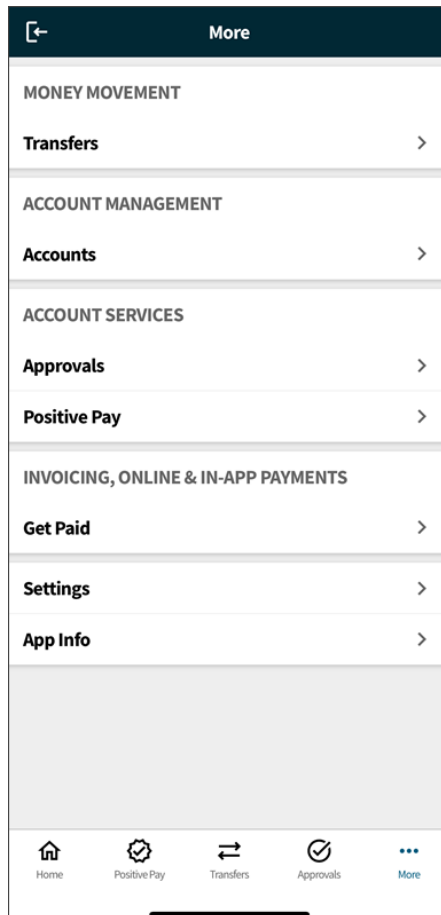 More
MONEY MOVEMENT
Transfers
ACCOUNT MANAGEMENT
Accounts
ACCOUNT SERVICES
Approvals
Positive Pay
INVOICING, ONLINE & IN-APP PAYMENTS
Get Paid
Settings
App Info
Home Positive Pay Transfers Approvals More